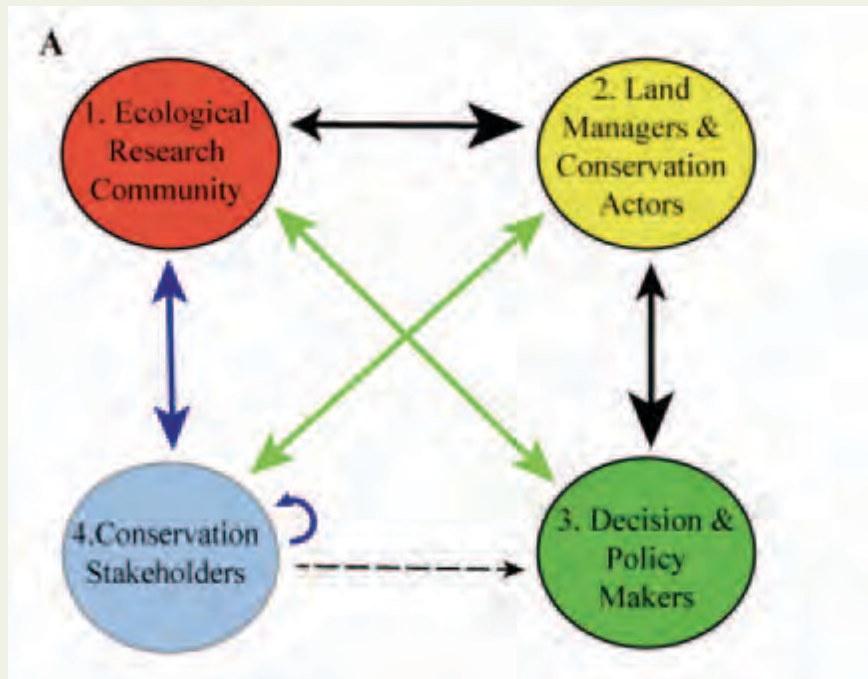 A
1. Ecological
Research
Community
2. Land
Managers &
Conservation
Actors
4.Conservation
Stakeholders
3. Decision &
Policy
Makers